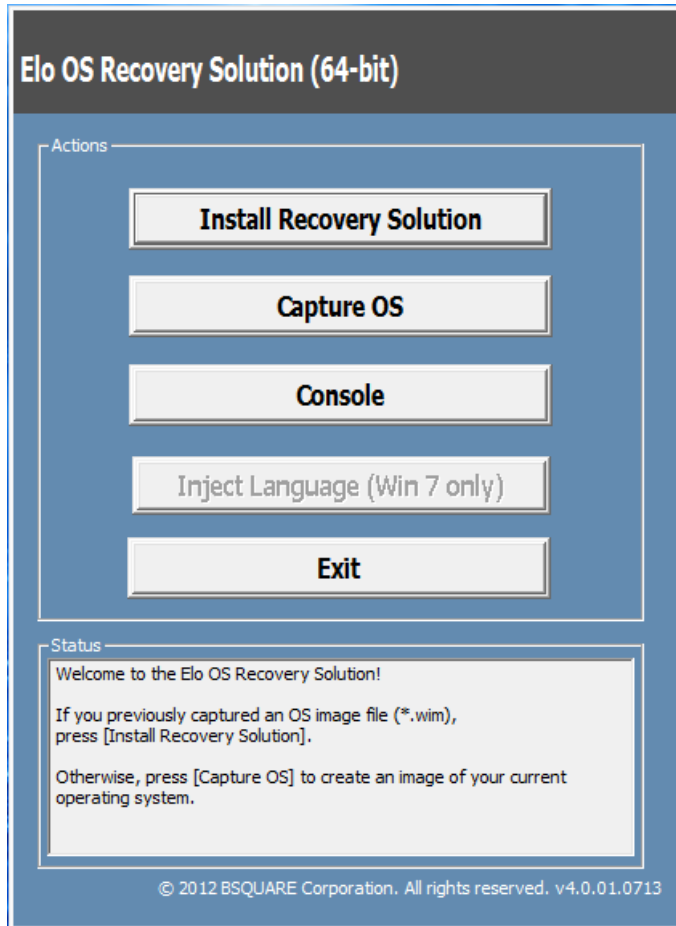 Elo OS Recovery Solution (64-bit)
Actions
Install Recovery Solution
Capture OS
Console
Inject Language (Win 7 only)
Exit
Status
Welcome to the Elo OS Recovery Solution!
If you previously captured an OS image file (*.wim),
press [Install Recovery Solution].
Otherwise, press [Capture OS] to create an image of your current
operating system.
© 2012 BSQUARE Corporation. All rights reserved. v4.0.01.0713